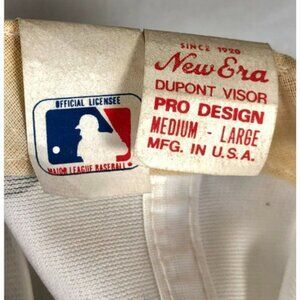 OFFICIAL LICENSEE
MAJOR LEAGUE BASEBALL
SINCE 1920
New Era
DUPONT VISOR
PRO DESIGN
MEDIUM - LARGE
MFG. IN U.S.A.